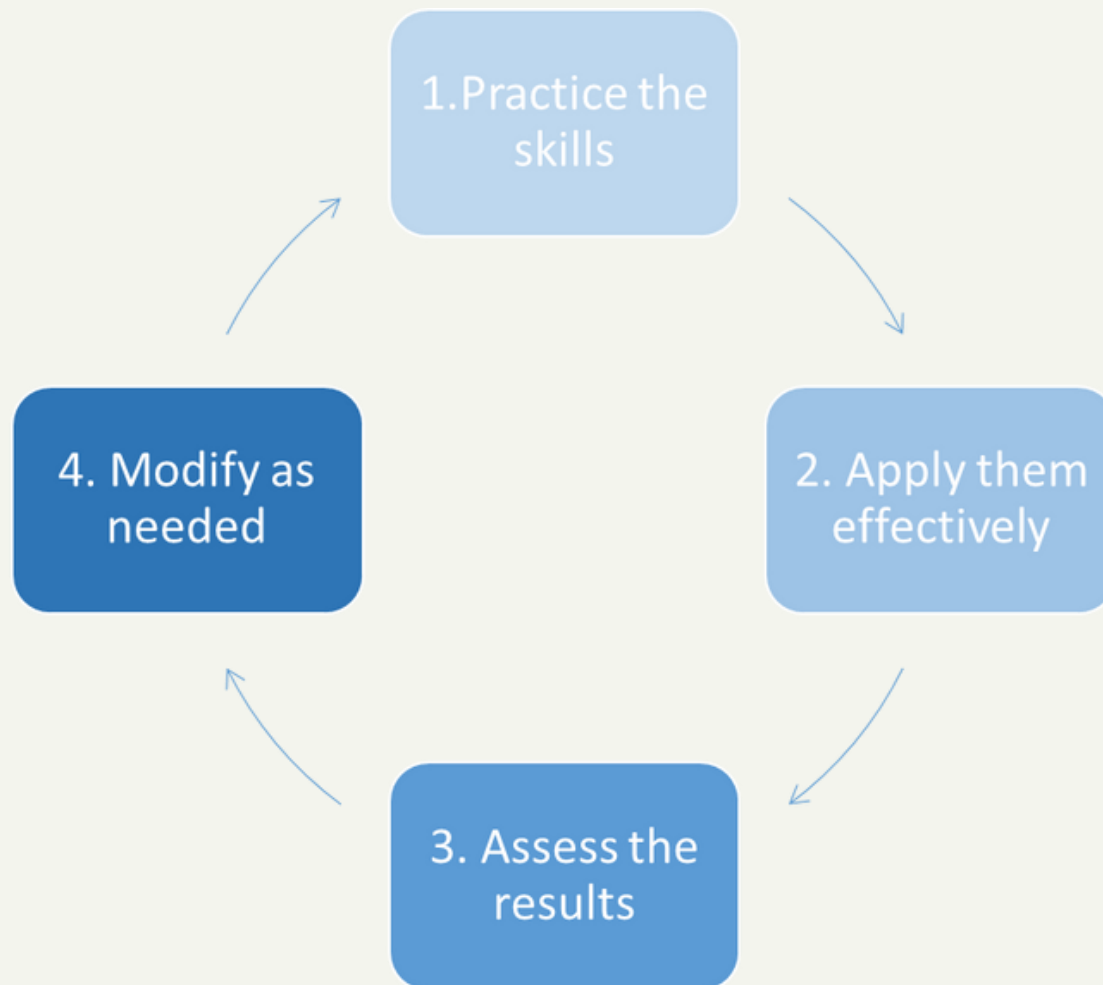 1.Practice the
skills
2. Apply them
effectively
3. Assess the
results
4. Modify as
needed